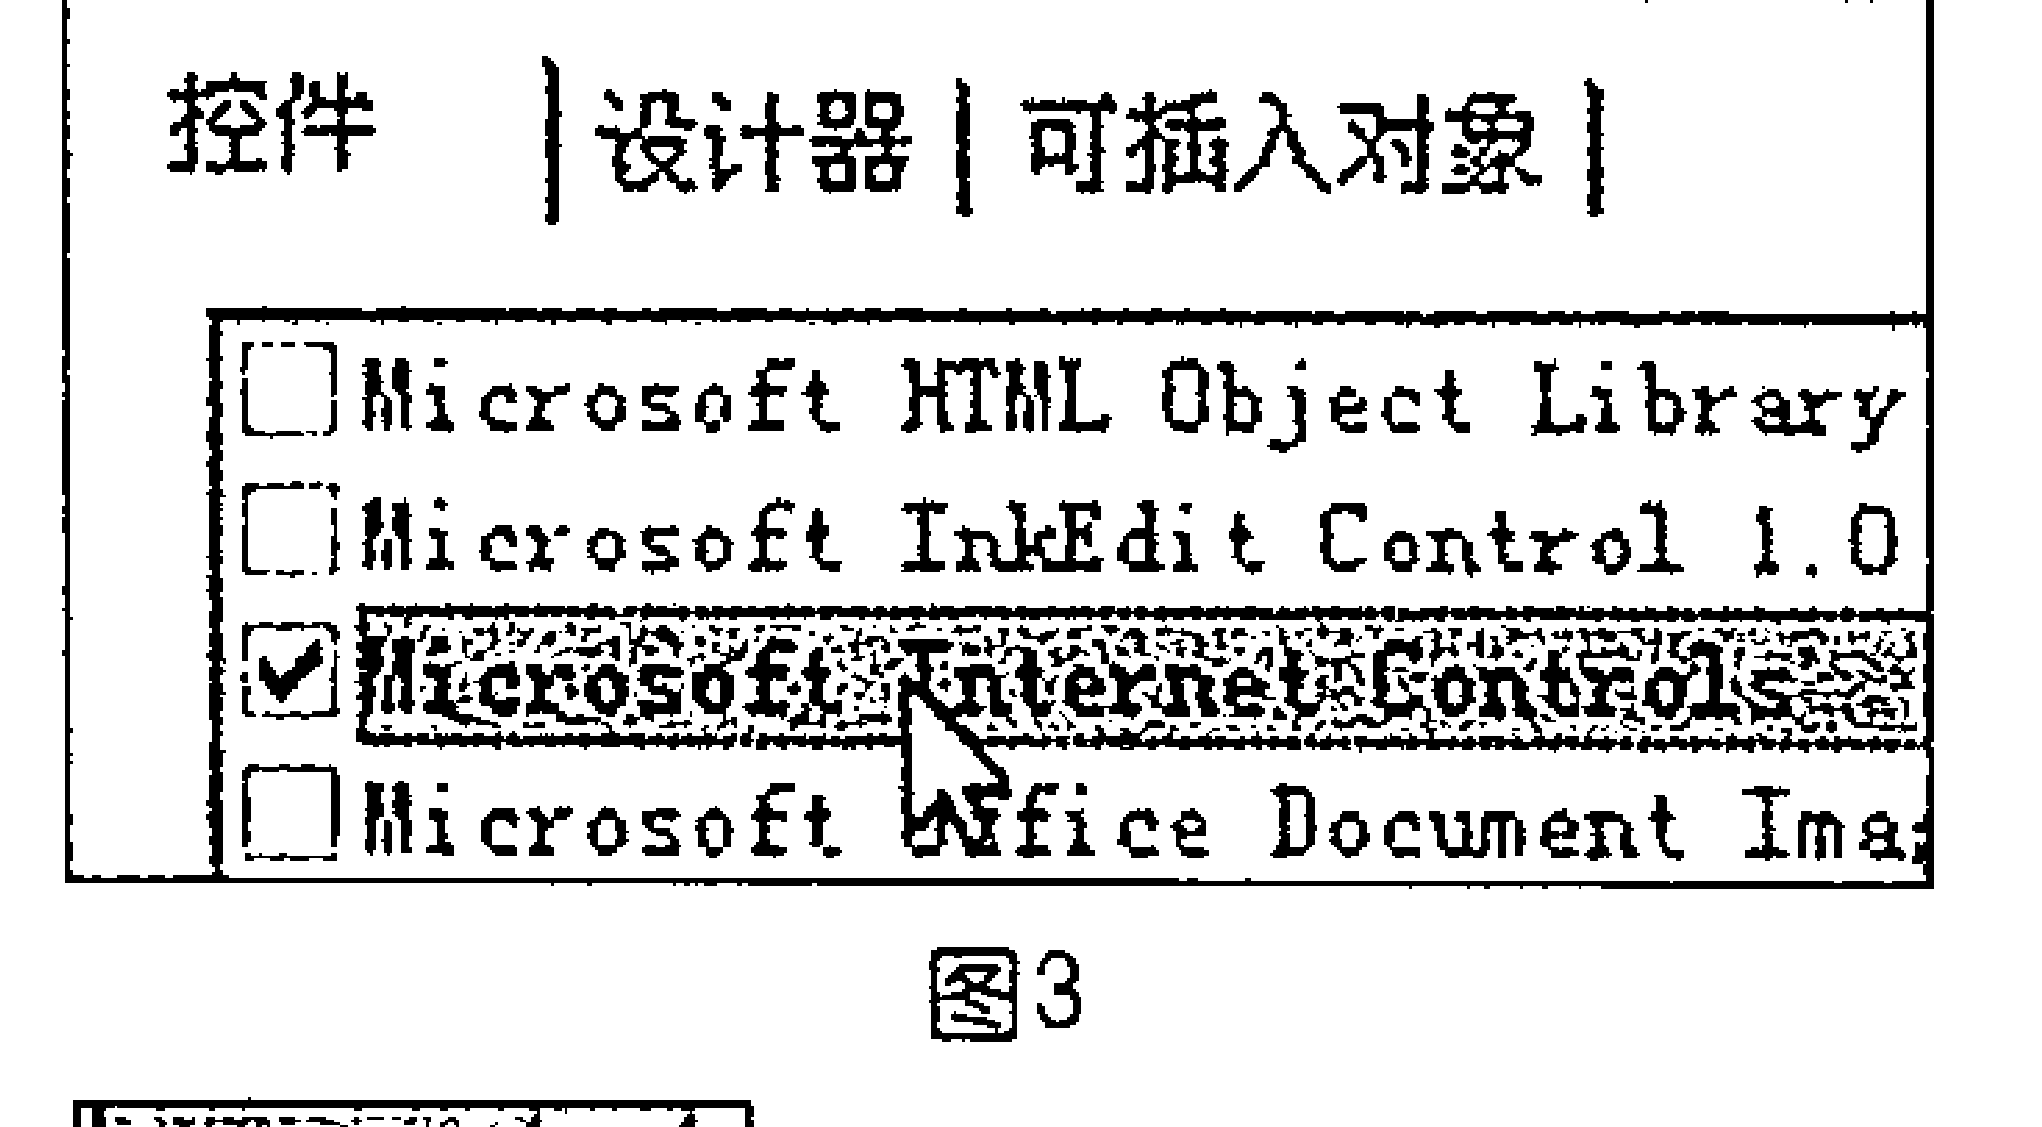 控件 设计器 可插入对象
Microsoft HTML Object Library
Microsoft InkEdit Control 1.0
Microsoft Internet Controls
Microsoft Office Document
图3